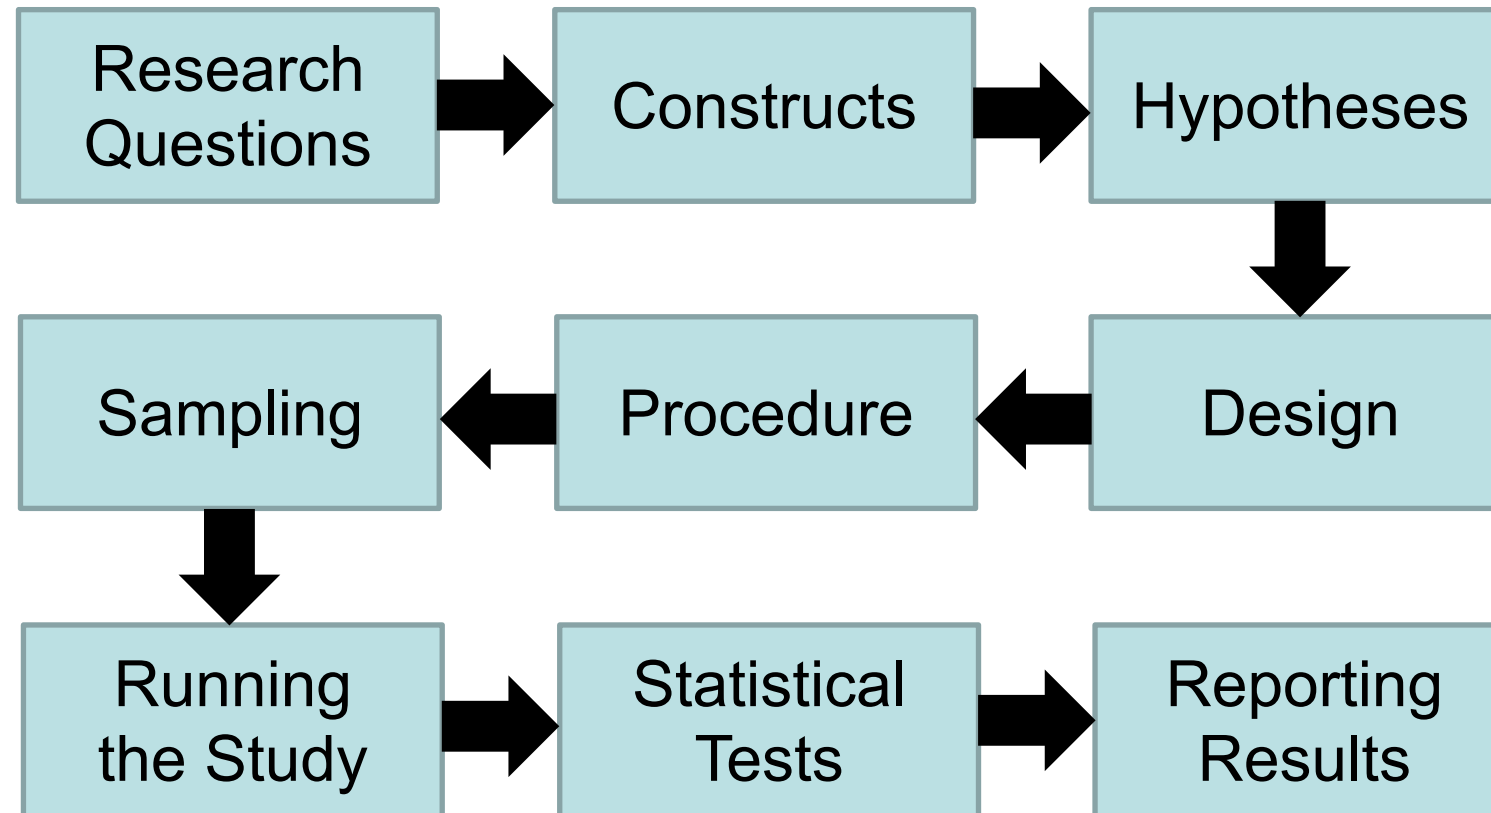 Research
Questions
Constructs
Hypotheses
Sampling
Procedure
Design
Running
the Study
Statistical
Tests
Reporting
Results